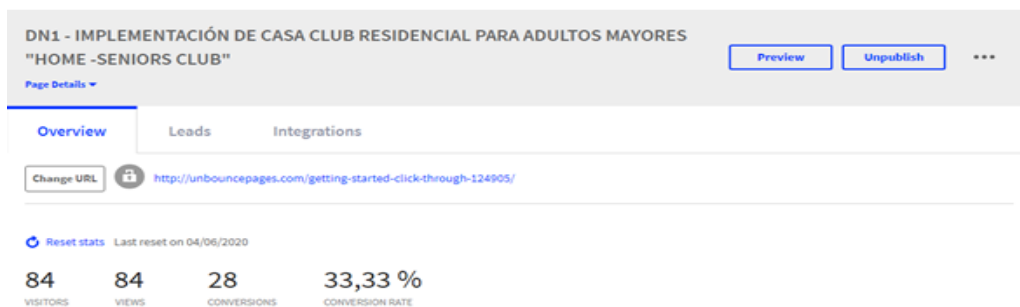 DN1 - IMPLEMENTACIÓN DE CASA CLUB RESIDENCIAL PARA ADULTOS MAYORES
"HOME -SENIORS CLUB"
Preview
Unpublish
Page Details
Overview
Leads
Integrations
Change URL
http://unbouncepages.com/getting-started-click-through-124905/
Reset stats Last reset on 04/06/2020
84 84 28 33,33 %
VISITORS VIEWS CONVERSIONS CONVERSION RATE